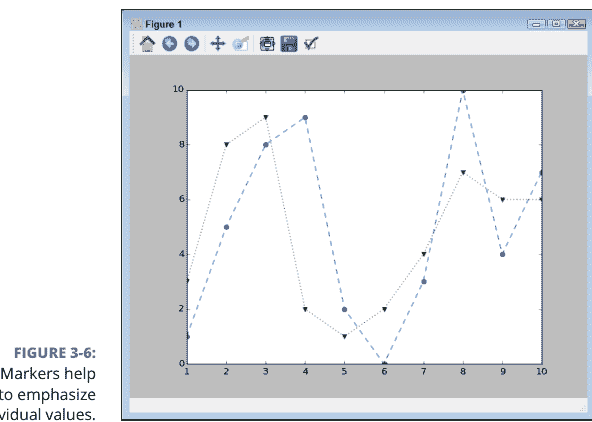 Figure 1
10
8
6
4
2
0
1 2 3 4 5 6 7 8 9 10
FIGURE 3-6:
Markers help
to emphasize
vidual values.